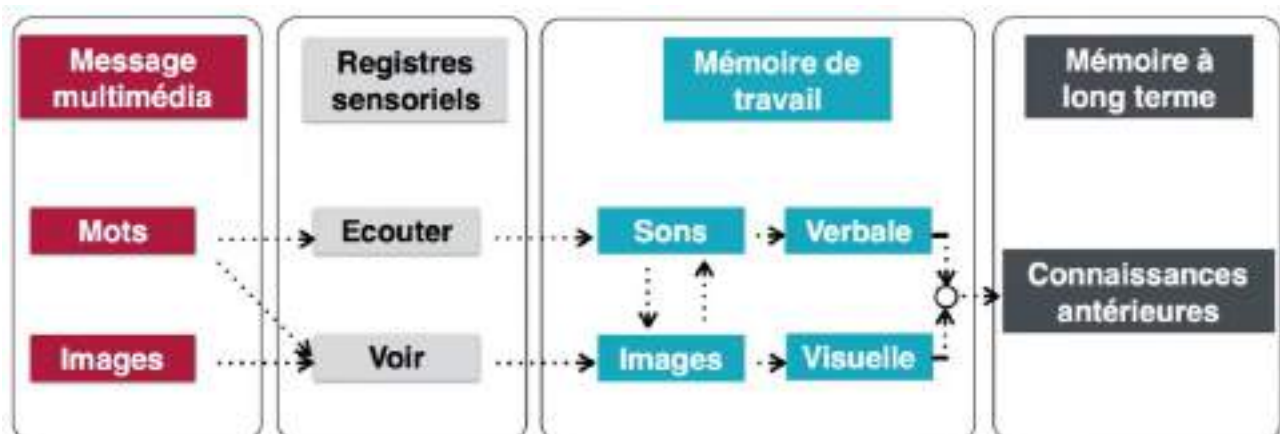 Message
multimédia
Registres
sensoriels
Mémoire de
travail
Mémoire à
long terme
Mots
Ecouter
Sons
Verbale
Connaissances
antérieures
Images
Voir
Images
Visuelle